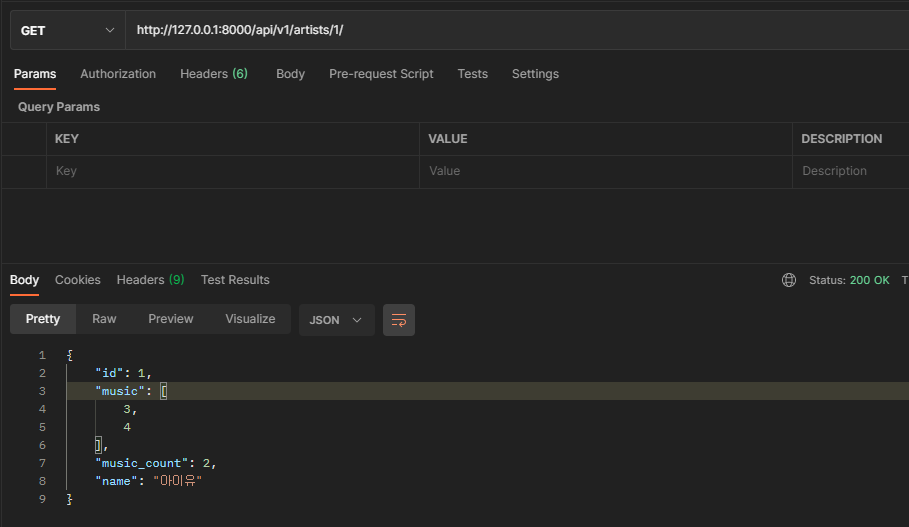 GET http://127.0.0.1:8000/api/v1/artists/1/
Params Authorization Headers (6) Body Pre-request Script Tests Settings
Query Params
KEY VALUE DESCRIPTION
Key Value Description
Body Cookies Headers (9) Test Results Status: 200 OK T
Pretty Raw Preview Visualize JSON
1 {
2 "id": 1,
3 "music": [
4 3,
5 4
6 ],
7 "music_count": 2,
8 "name": "아이유"
9 }